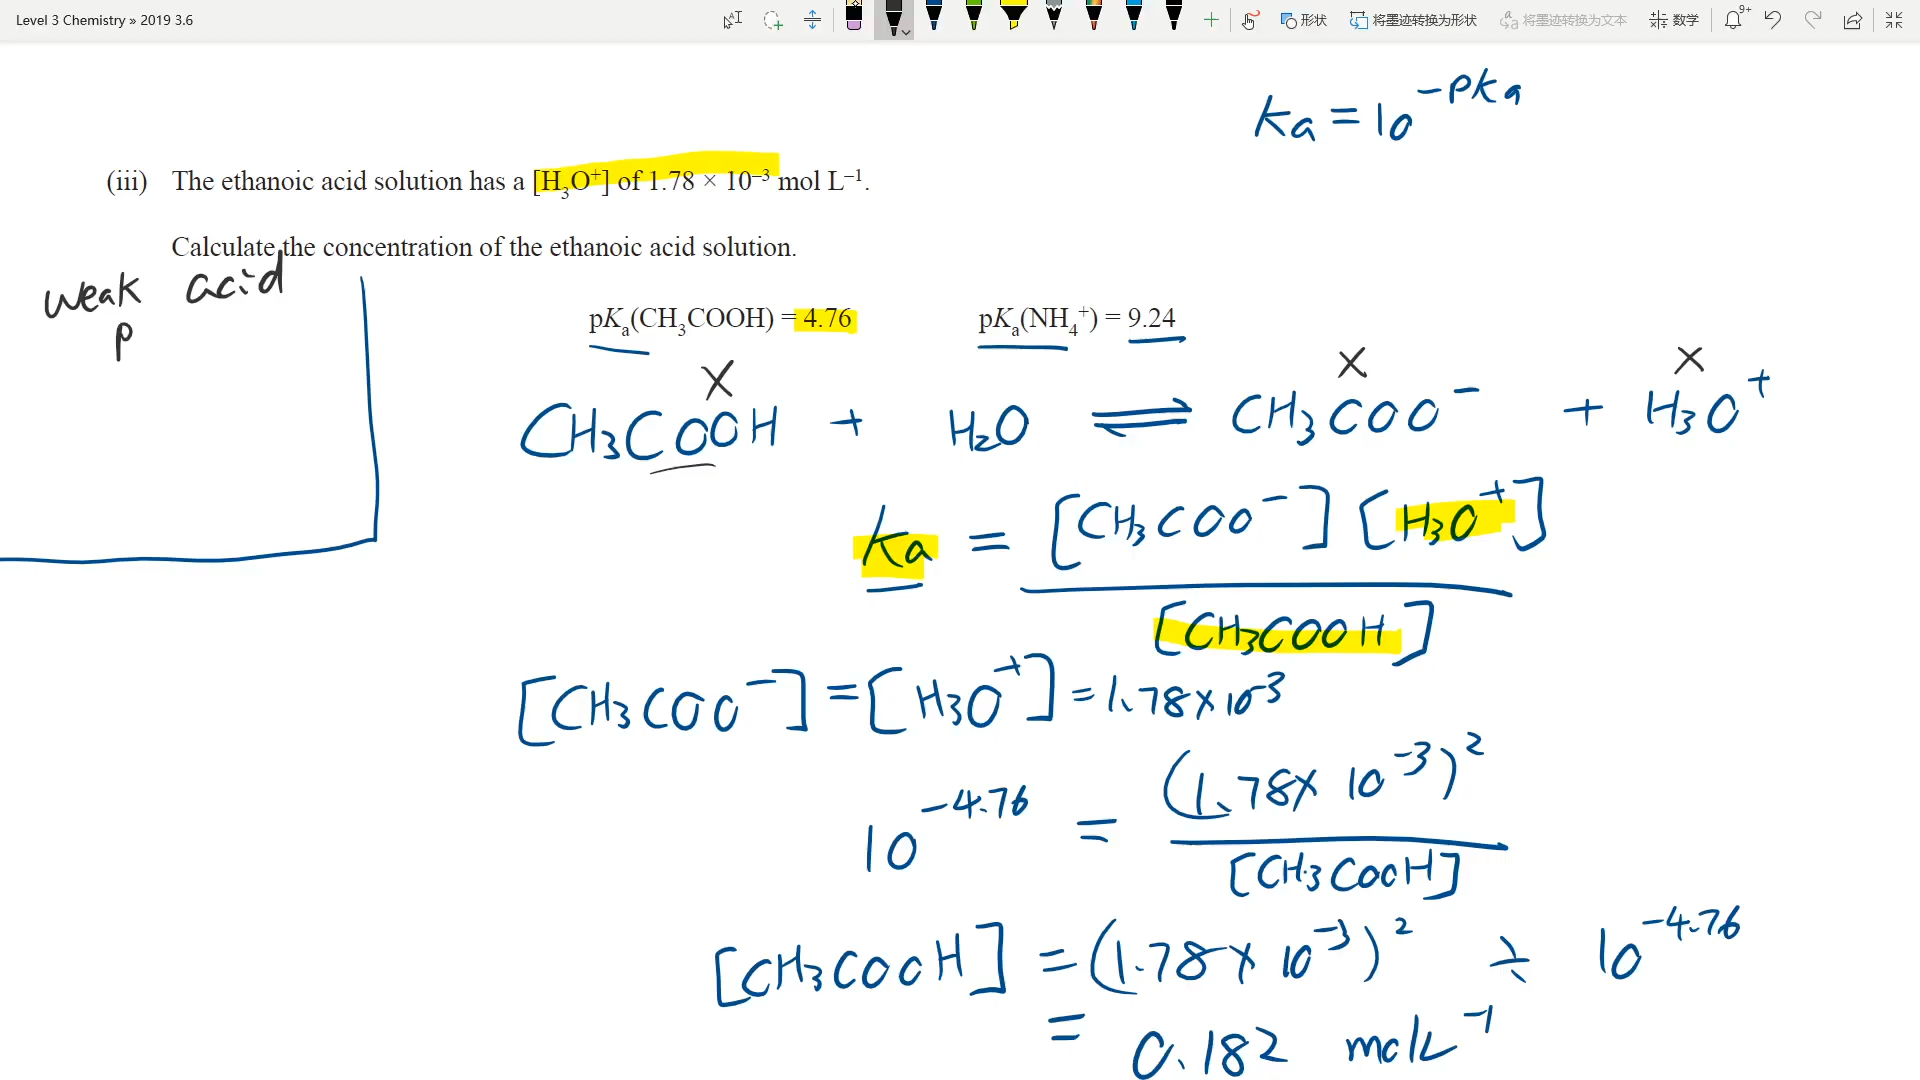 Level 3 Chemistry » 2019 3.6
形状 将墨迹转换为形状 将墨迹转换为文本 数学 9+
Ka = 10^-pKa
(iii) The ethanoic acid solution has a [H₃O⁺] of 1.78 × 10⁻³ mol L⁻¹.
Calculate the concentration of the ethanoic acid solution.
weak acid
p
pKₐ(CH₃COOH) = 4.76 pKₐ(NH₄⁺) = 9.24
X X X
CH₃COOH + H₂O ⇌ CH₃COO⁻ + H₃O⁺
Ka = [CH₃COO⁻][H₃O⁺]
[CH₃COOH]
[CH₃COO⁻] = [H₃O⁺] = 1.78×10⁻³
10^-4.76 = (1.78× 10⁻³)²
[CH₃COOH]
[CH₃COOH] = (1.78 × 10⁻³)² ÷ 10^-4.76
= 0.182 molL⁻¹